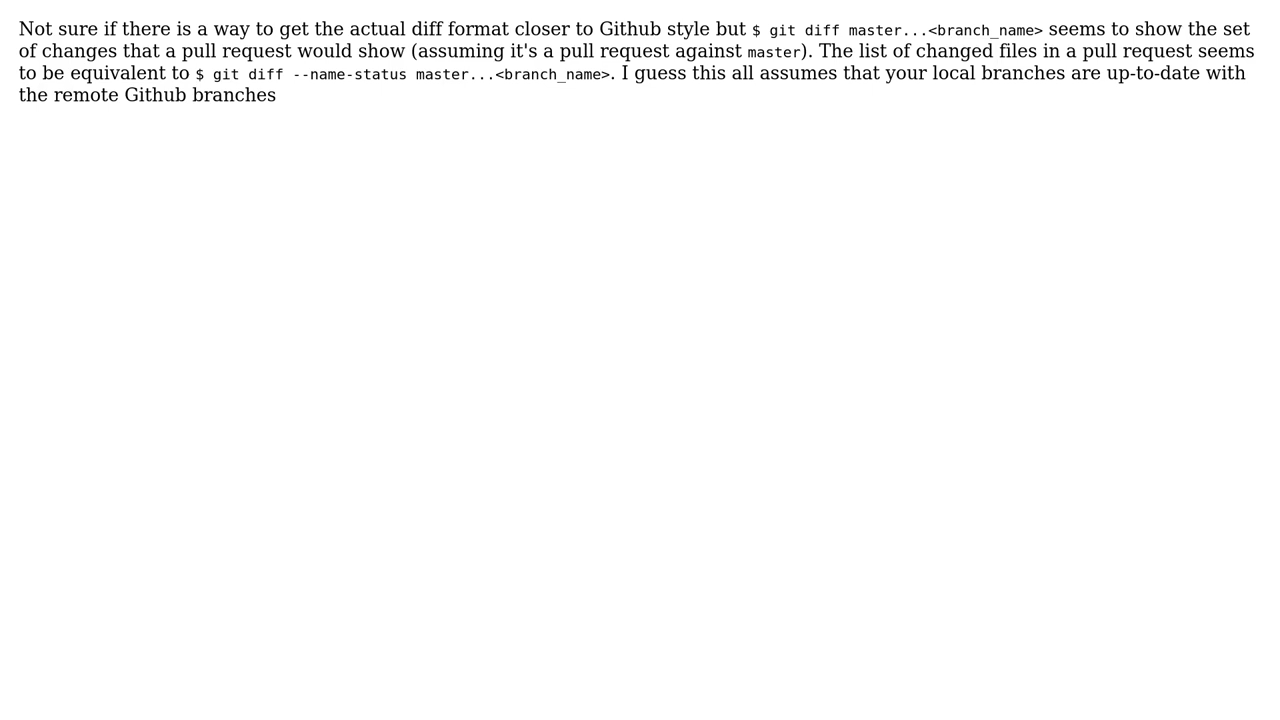 Not sure if there is a way to get the actual diff format closer to Github style but $ git diff master...<branch_name> seems to show the set
of changes that a pull request would show (assuming it's a pull request against master). The list of changed files in a pull request seems
to be equivalent to $ git diff --name-status master...<branch_name>. I guess this all assumes that your local branches are up-to-date with
the remote Github branches